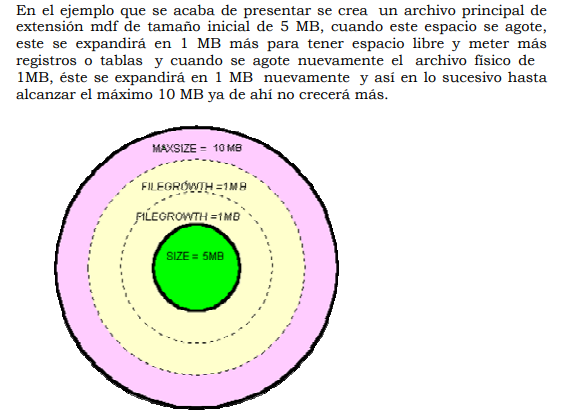 En el ejemplo que se acaba de presentar se crea un archivo principal de
extensión mdf de tamaño inicial de 5 MB, cuando este espacio se agote,
este se expandirá en 1 MB más para tener espacio libre y meter más
registros o tablas y cuando se agote nuevamente el archivo físico de
1MB, éste se expandirá en 1 MB nuevamente y así en lo sucesivo hasta
alcanzar el máximo 10 MB ya de ahí no crecerá más.
MAXSIZE = 10 MB
FILEGROWTH =1MB
FILEGROWTH =1MB
SIZE = 5MB